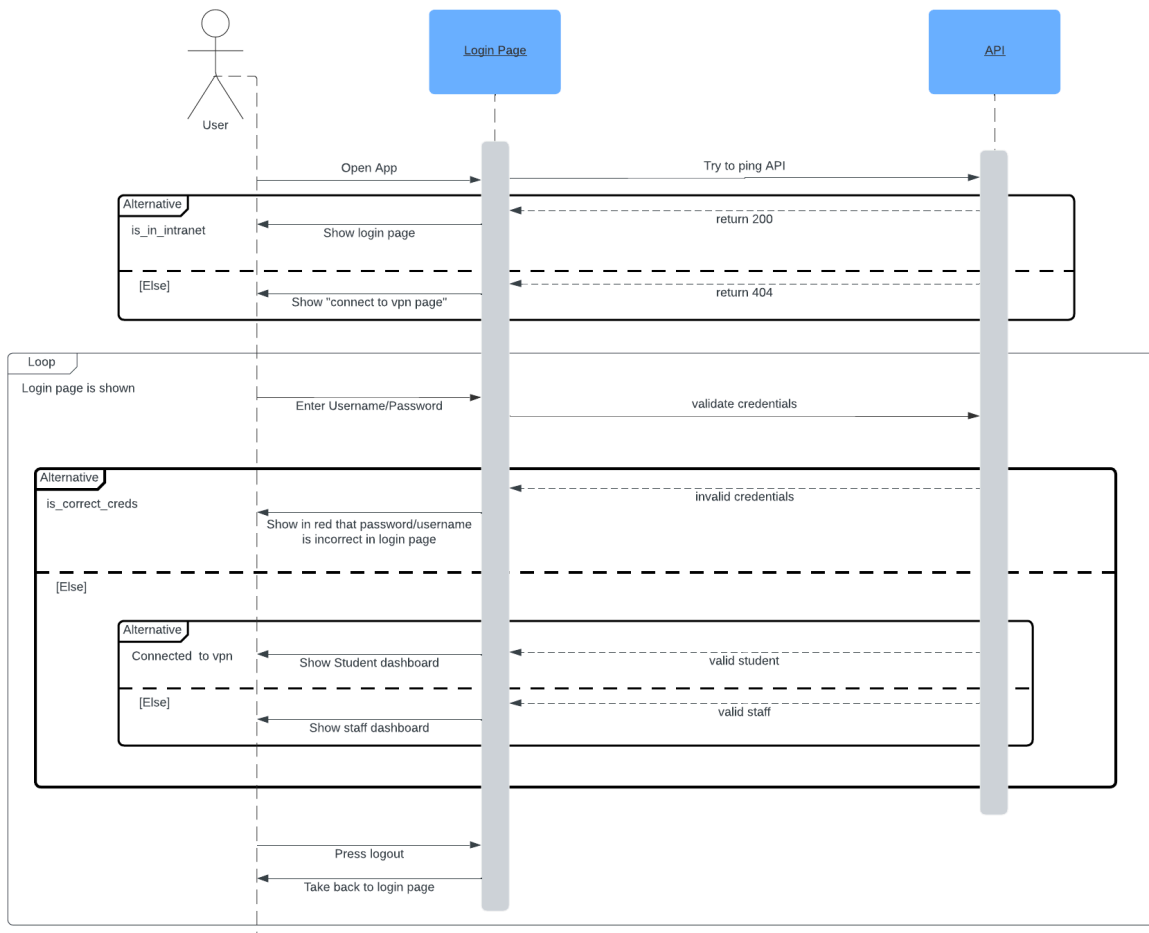 Login Page
API
User
Open App
Try to ping API
Alternative
return 200
is_in_intranet
Show login page
[Else]
return 404
Show "connect to vpn page"
Loop
Login page is shown
Enter Username/Password
validate credentials
Alternative
invalid credentials
is_correct_creds
Show in red that password/username
is incorrect in login page
[Else]
Alternative
Connected  to vpn
Show Student dashboard
valid student
[Else]
valid staff
Show staff dashboard
Press logout
Take back to login page